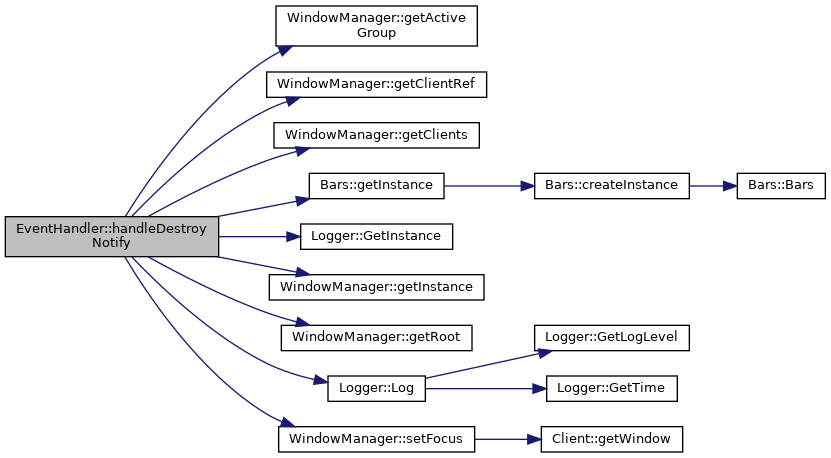 EventHandler::handleDestroy
Notify
WindowManager::getActive
Group
WindowManager::getClientRef
WindowManager::getClients
Bars::getInstance
Bars::createInstance
Bars::Bars
Logger::GetInstance
WindowManager::getInstance
WindowManager::getRoot
Logger::Log
Logger::GetLogLevel
Logger::GetTime
WindowManager::setFocus
Client::getWindow